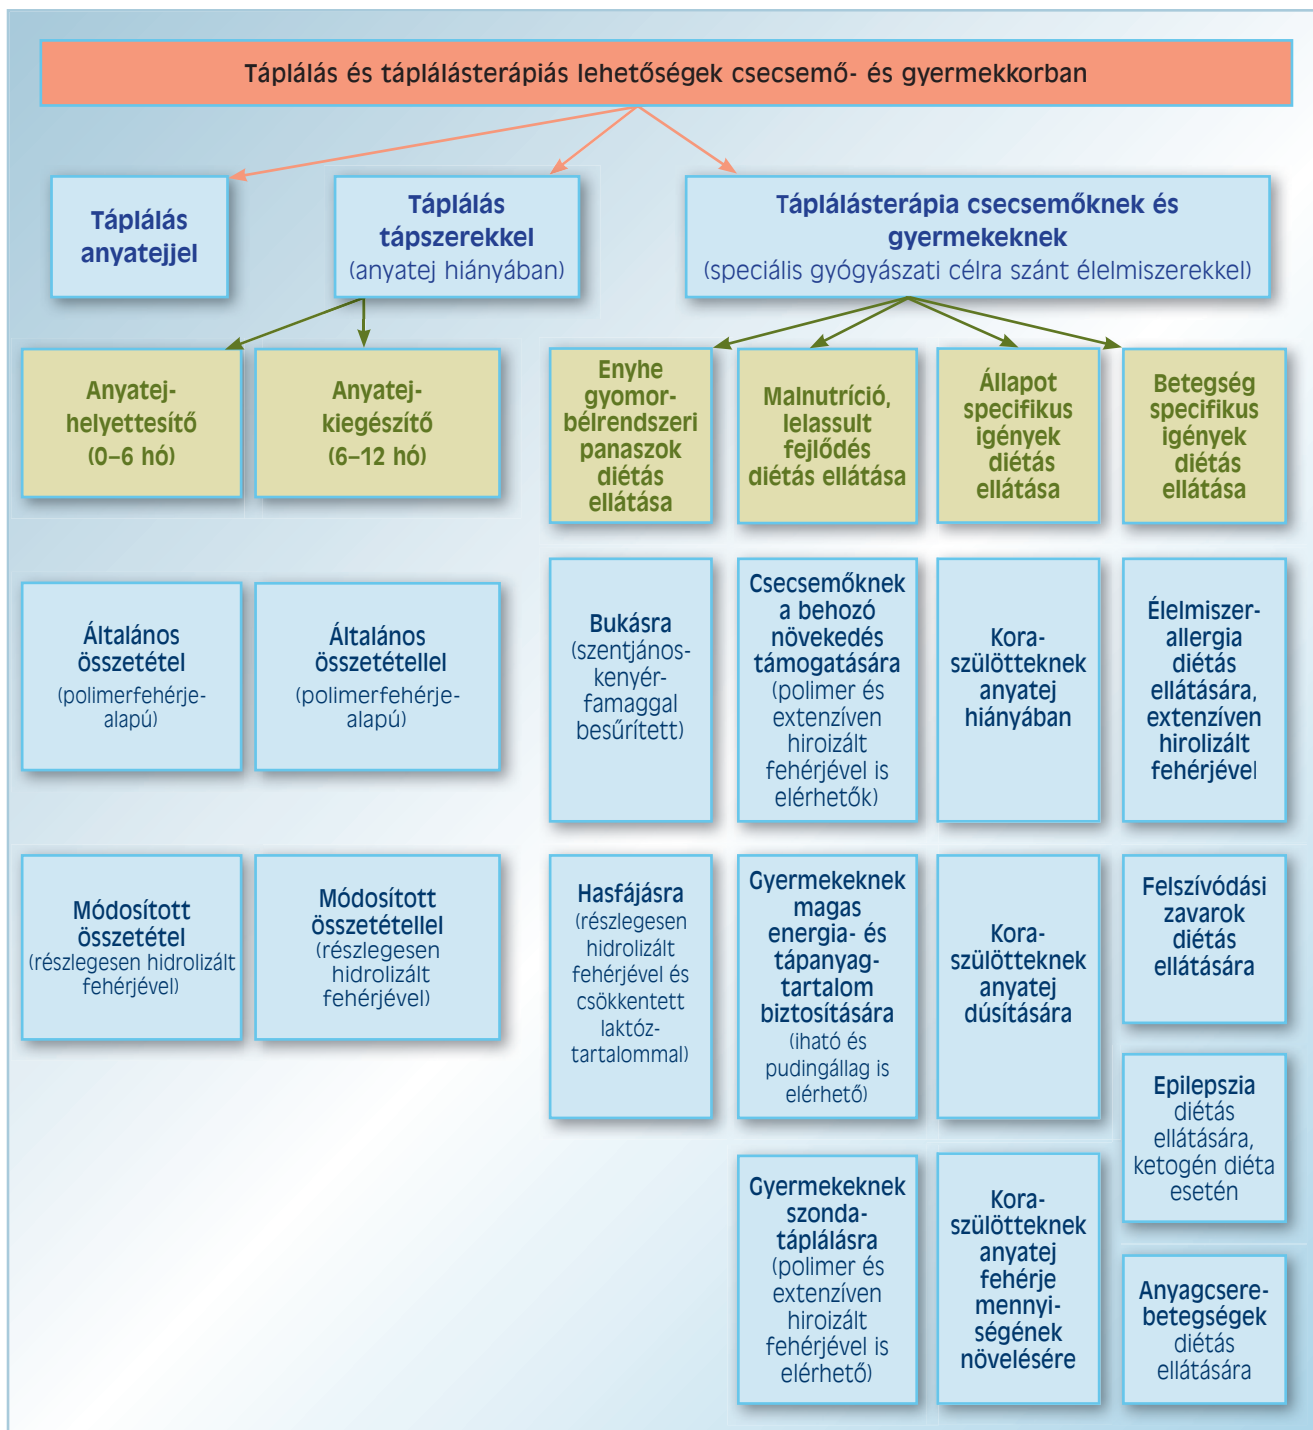 Táplálás és táplálásterápiás lehetőségek csecsemő- és gyermekkorban
Táplálás
anyatejjel
Táplálás
tápszerekkel
(anyatej hiányában)
Táplálásterápia csecsemőknek és
gyermekeknek
(speciális gyógyászati célra szánt élelmiszerekkel)
Anyatej-
helyettesítő
(0–6 hó)
Anyatej-
kiegészítő
(6–12 hó)
Enyhe
gyomor-
bélrendszeri
panaszok
diétás
ellátása
Malnutríció,
lelassult
fejlődés
diétás ellátása
Állapot
specifikus
igények
diétás
ellátása
Betegség
specifikus
igények
diétás
ellátása
Általános
összetétel
(polimerfehérje-
alapú)
Általános
összetétellel
(polimerfehérje-
alapú)
Bukásra
(szentjános-
kenyér-
famaggal
besűrített)
Csecsemőknek
a behozó
növekedés
támogatására
(polimer és
extenzíven
hiroizált
fehérjével is
elérhetők)
Kora-
szülötteknek
anyatej
hiányában
Élelmiszer-
allergia
diétás
ellátására,
extenzíven
hirolizált
fehérjével
Módosított
összetétel
(részlegesen hidrolizált
fehérjével)
Módosított
összetétellel
(részlegesen
hidrolizált
fehérjével)
Hasfájásra
(részlegesen
hidrolizált
fehérjével és
csökkentett
laktóz-
tartalommal)
Gyermekeknek
magas
energia- és
tápanyag-
tartalom
biztosítására
(iható és
pudingállag is
elérhető)
Kora-
szülötteknek
anyatej
dúsítására
Felszívódási
zavarok
diétás
ellátására
Epilepszia
diétás
ellátására,
ketogén diéta
esetén
Gyermekeknek
szonda-
táplálásra
(polimer és
extenzíven
hiroizált
fehérjével is
elérhető)
Kora-
szülötteknek
anyatej
fehérje
mennyi-
ségének
növelésére
Anyagcsere-
betegségek
diétás
ellátására